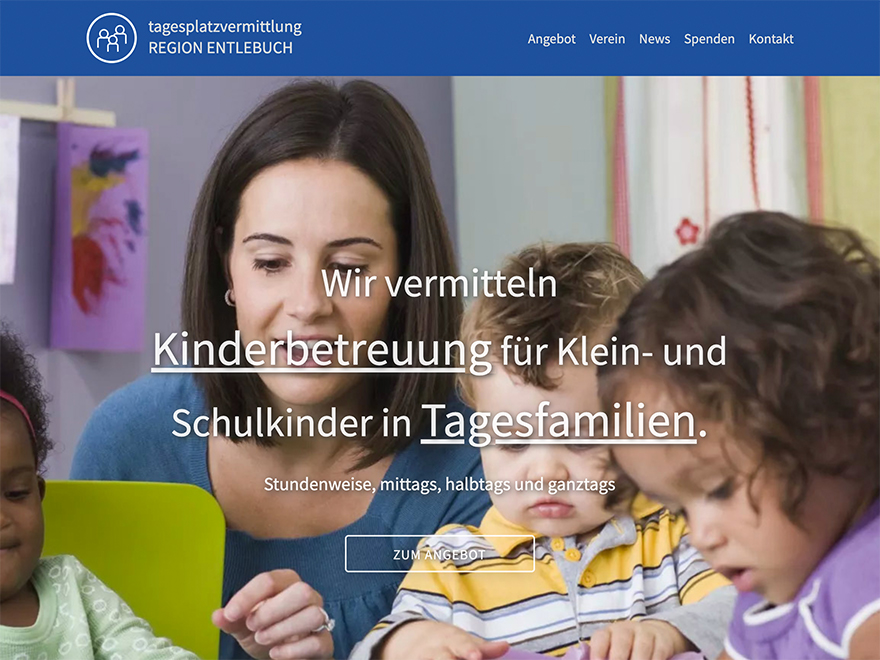 tagesplatzvermittlung
REGION ENTLEBUCH
Angebot Verein News Spenden Kontakt
Wir vermitteln
Kinderbetreuung für Klein- und
Schulkinder in Tagesfamilien.
Stundenweise, mittags, halbtags und ganztags
ZUM ANGEBOT